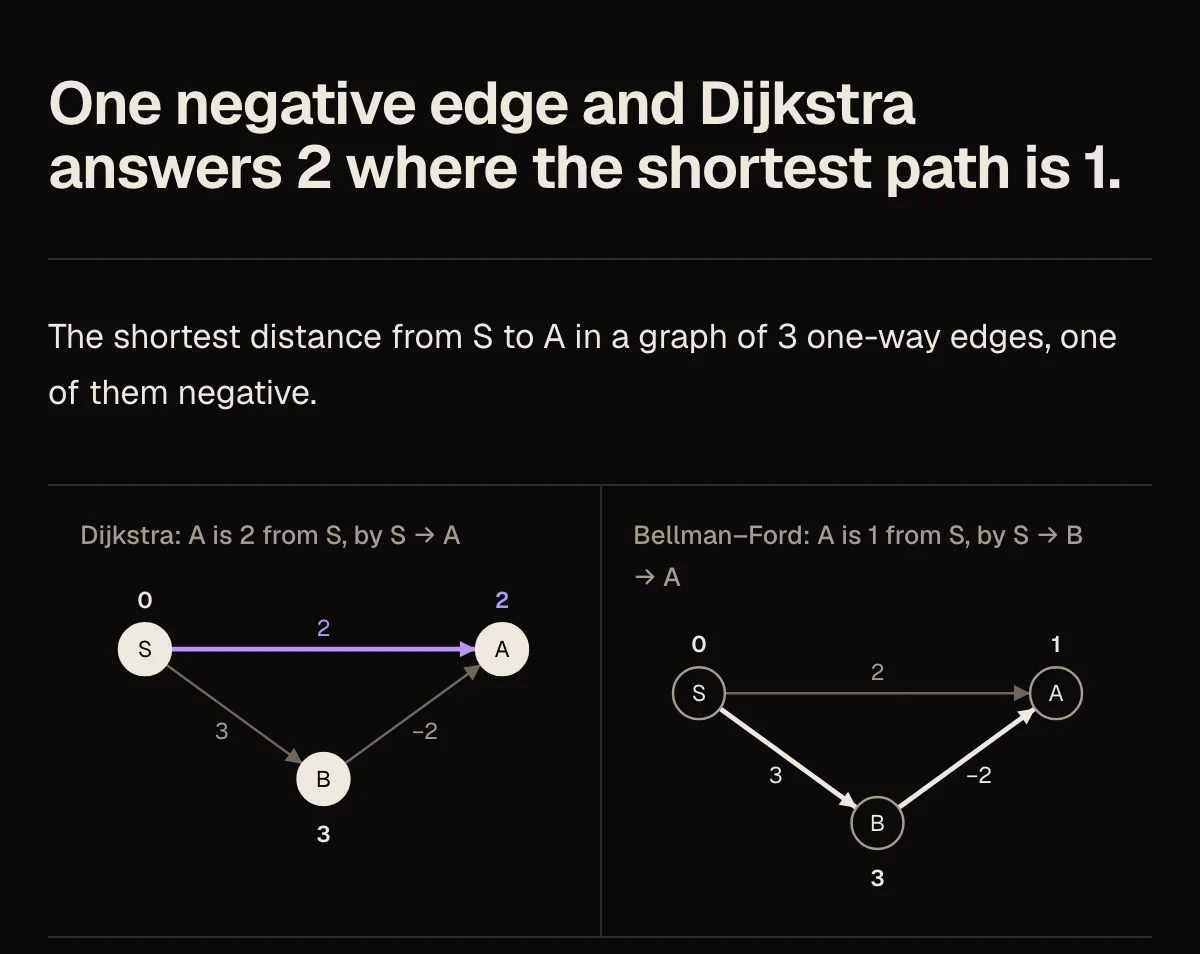 One negative edge and Dijkstra
answers 2 where the shortest path is 1.
The shortest distance from S to A in a graph of 3 one-way edges, one
of them negative.
Dijkstra: A is 2 from S, by S → A
0
2
2
S
A
3
−2
B
3
Bellman–Ford: A is 1 from S, by S → B
→ A
0
1
2
S
A
3
−2
B
3